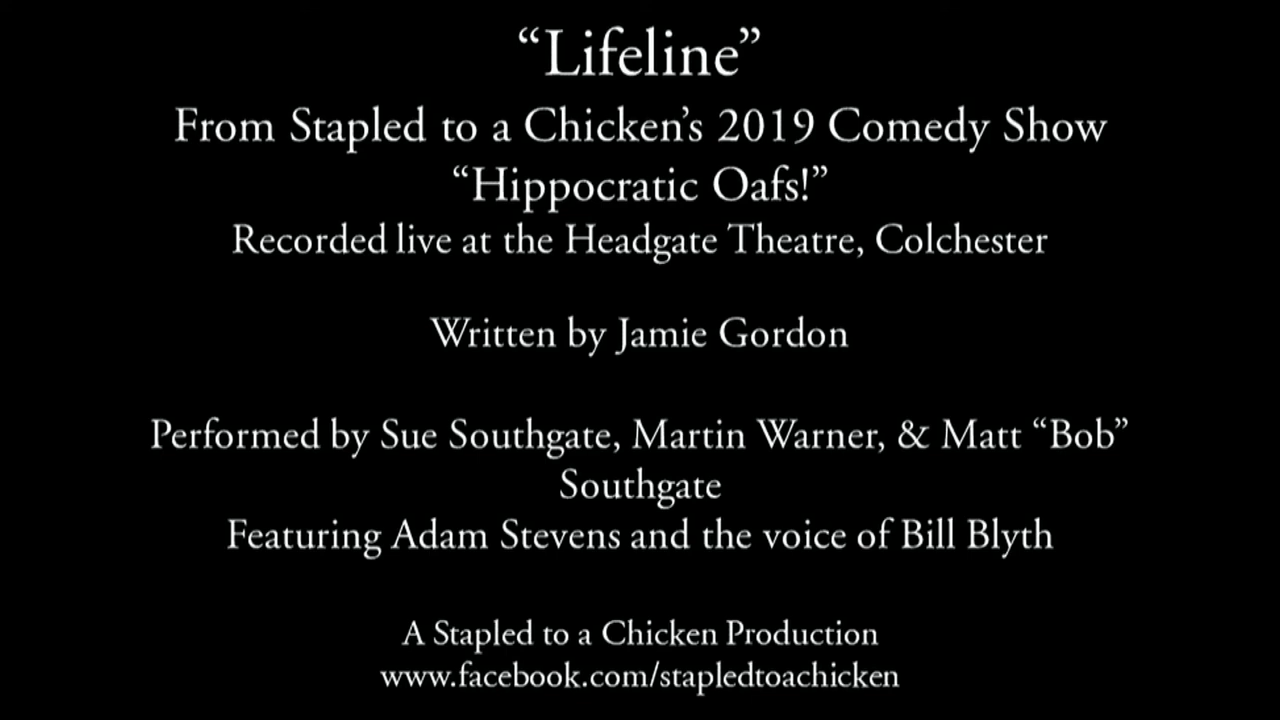 “Lifeline”
From Stapled to a Chicken’s 2019 Comedy Show
“Hippocratic Oafs!”
Recorded live at the Headgate Theatre, Colchester
Written by Jamie Gordon
Performed by Sue Southgate, Martin Warner, & Matt “Bob”
Southgate
Featuring Adam Stevens and the voice of Bill Blyth
A Stapled to a Chicken Production
www.facebook.com/stapledtoachicken